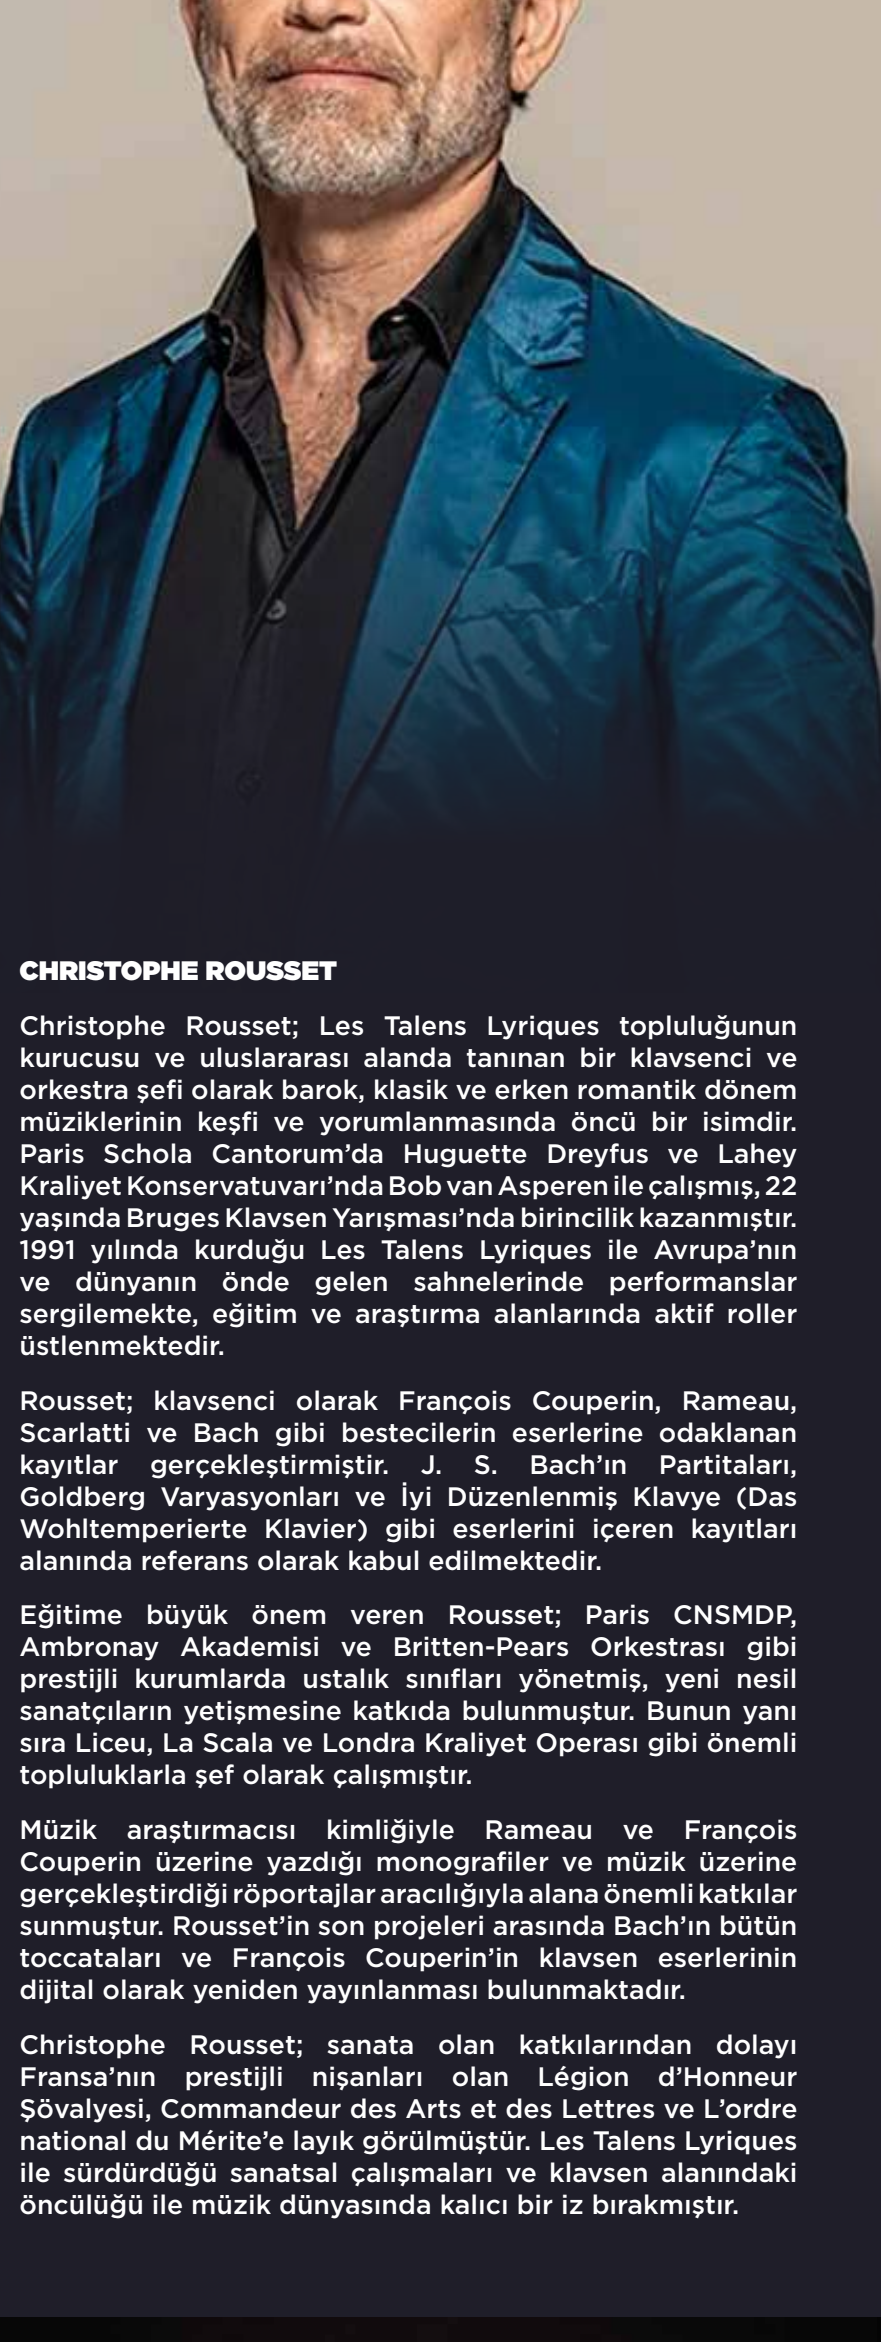 CHRISTOPHE ROUSSET
Christophe Rousset; Les Talens Lyriques topluluğunun
kurucusu ve uluslararası alanda tanınan bir klavsenci ve
orkestra şefi olarak barok, klasik ve erken romantik dönem
müziklerinin keşfi ve yorumlanmasında öncü bir isimdir.
Paris Schola Cantorum’da Huguette Dreyfus ve Lahey
Kraliyet Konservatuvarı’nda Bob van Asperen ile çalışmış, 22
yaşında Bruges Klavsen Yarışması’nda birincilik kazanmıştır.
1991 yılında kurduğu Les Talens Lyriques ile Avrupa’nın
ve dünyanın önde gelen sahnelerinde performanslar
sergilemekte, eğitim ve araştırma alanlarında aktif roller
üstlenmektedir.
Rousset; klavsenci olarak François Couperin, Rameau,
Scarlatti ve Bach gibi bestecilerin eserlerine odaklanan
kayıtlar gerçekleştirmiştir. J. S. Bach’ın Partitaları,
Goldberg Varyasyonları ve İyi Düzenlenmiş Klavye (Das
Wohltemperierte Klavier) gibi eserlerini içeren kayıtları
alanında referans olarak kabul edilmektedir.
Eğitime büyük önem veren Rousset; Paris CNSMDP,
Ambronay Akademisi ve Britten-Pears Orkestrası gibi
prestijli kurumlarda ustalık sınıfları yönetmiş, yeni nesil
sanatçıların yetişmesine katkıda bulunmuştur. Bunun yanı
sıra Liceu, La Scala ve Londra Kraliyet Operası gibi önemli
topluluklarla şef olarak çalışmıştır.
Müzik araştırmacısı kimliğiyle Rameau ve François
Couperin üzerine yazdığı monografiler ve müzik üzerine
gerçekleştirdiği röportajlar aracılığıyla alana önemli katkılar
sunmuştur. Rousset’in son projeleri arasında Bach’ın bütün
toccataları ve François Couperin’in klavsen eserlerinin
dijital olarak yeniden yayınlanması bulunmaktadır.
Christophe Rousset; sanata olan katkılarından dolayı
Fransa’nın prestijli nişanları olan Légion d’Honneur
Şövalyesi, Commandeur des Arts et des Lettres ve L’ordre
national du Mérite’e layık görülmüştür. Les Talens Lyriques
ile sürdürdüğü sanatsal çalışmaları ve klavsen alanındaki
öncülüğü ile müzik dünyasında kalıcı bir iz bırakmıştır.